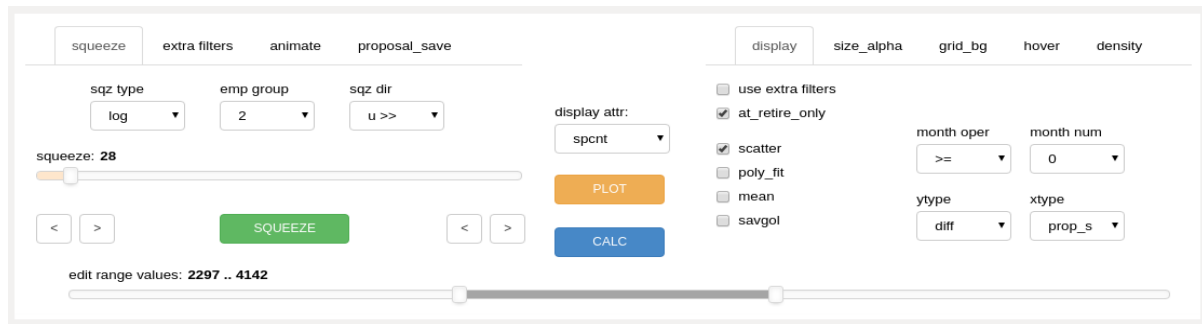 squeeze extra filters animate proposal_save
sqz type emp group sqz dir
log 2 u >>
squeeze: 28
< > SQUEEZE < >
display attr:
spcnt
PLOT
CALC
display size_alpha grid_bg hover density
use extra filters
at_retire_only
scatter
poly_fit
mean
savgol
month oper month num
>= 0
ytype xtype
diff prop_s
edit range values: 2297 .. 4142